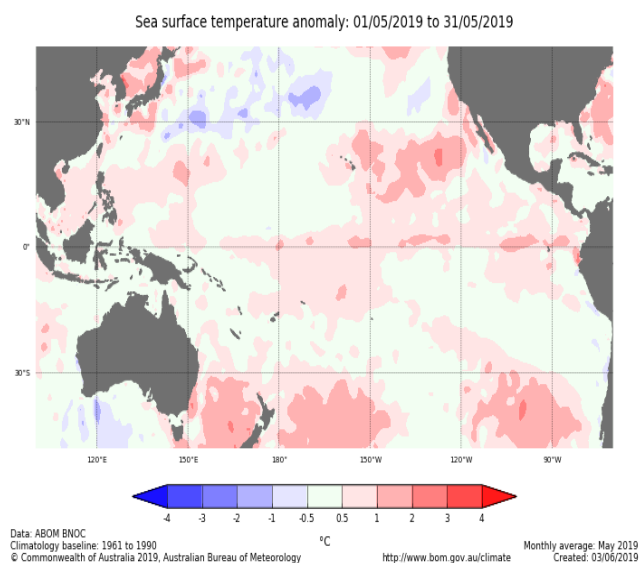 Sea surface temperature anomaly: 01/05/2019 to 31/05/2019
30°N
0°
30°S
120°E 150°E 180° 150°W 120°W 90°W
-4 -3 -2 -1 -0.5 0.5 1 2 3 4
°C
Data: ABOM BNOC
Climatology baseline: 1961 to 1990 Monthly average: May 2019
© Commonwealth of Australia 2019, Australian Bureau of Meteorology http://www.bom.gov.au/climate Created: 03/06/2019